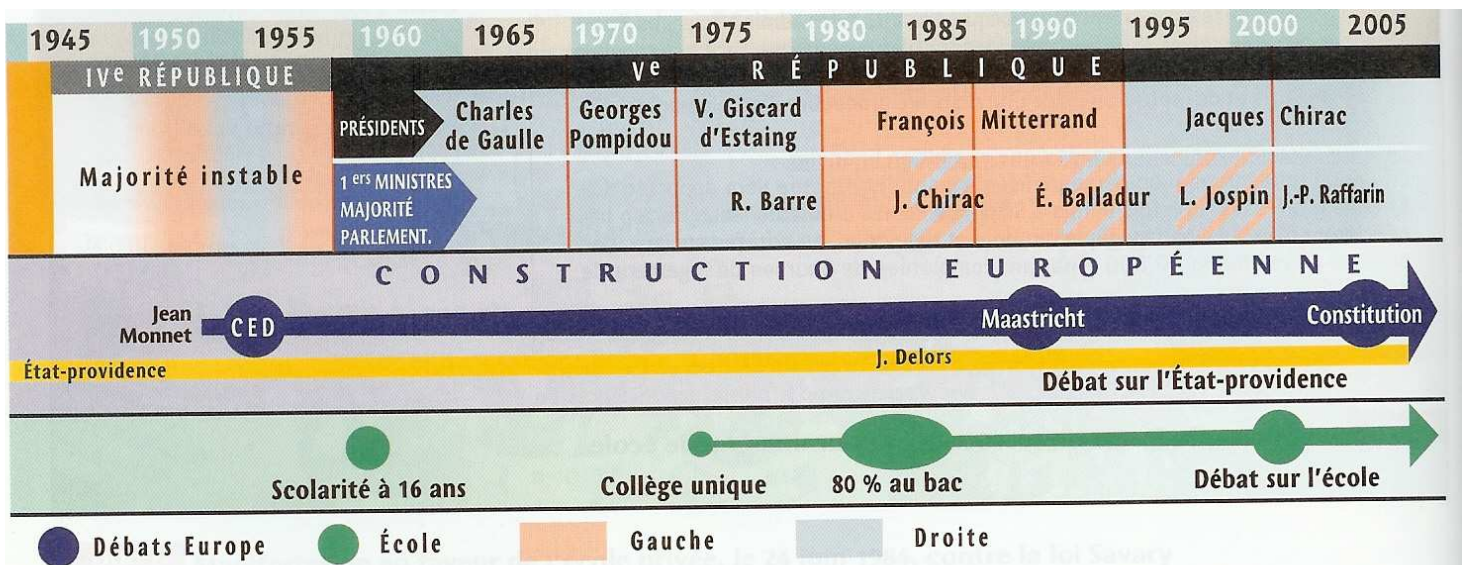 1945 1950 1955 1960 1965 1970 1975 1980 1985 1990 1995 2000 2005
IVe RÉPUBLIQUE
Ve RÉPUBLIQUE
PRÉSIDENTS
Charles
de Gaulle
Georges
Pompidou
V. Giscard
d'Estaing
François Mitterrand
Jacques Chirac
Majorité instable
1ers MINISTRES
MAJORITÉ
PARLEMENT.
R. Barre
J. Chirac
É. Balladur
L. Jospin
J.-P. Raffarin
CONSTRUCTION EUROPÉENNE
Jean
Monnet
CED
Maastricht
Constitution
État-providence
J. Delors
Débat sur l'État-providence
Scolarité à 16 ans
Collège unique
80 % au bac
Débat sur l'école
Débats Europe
École
Gauche
Droite